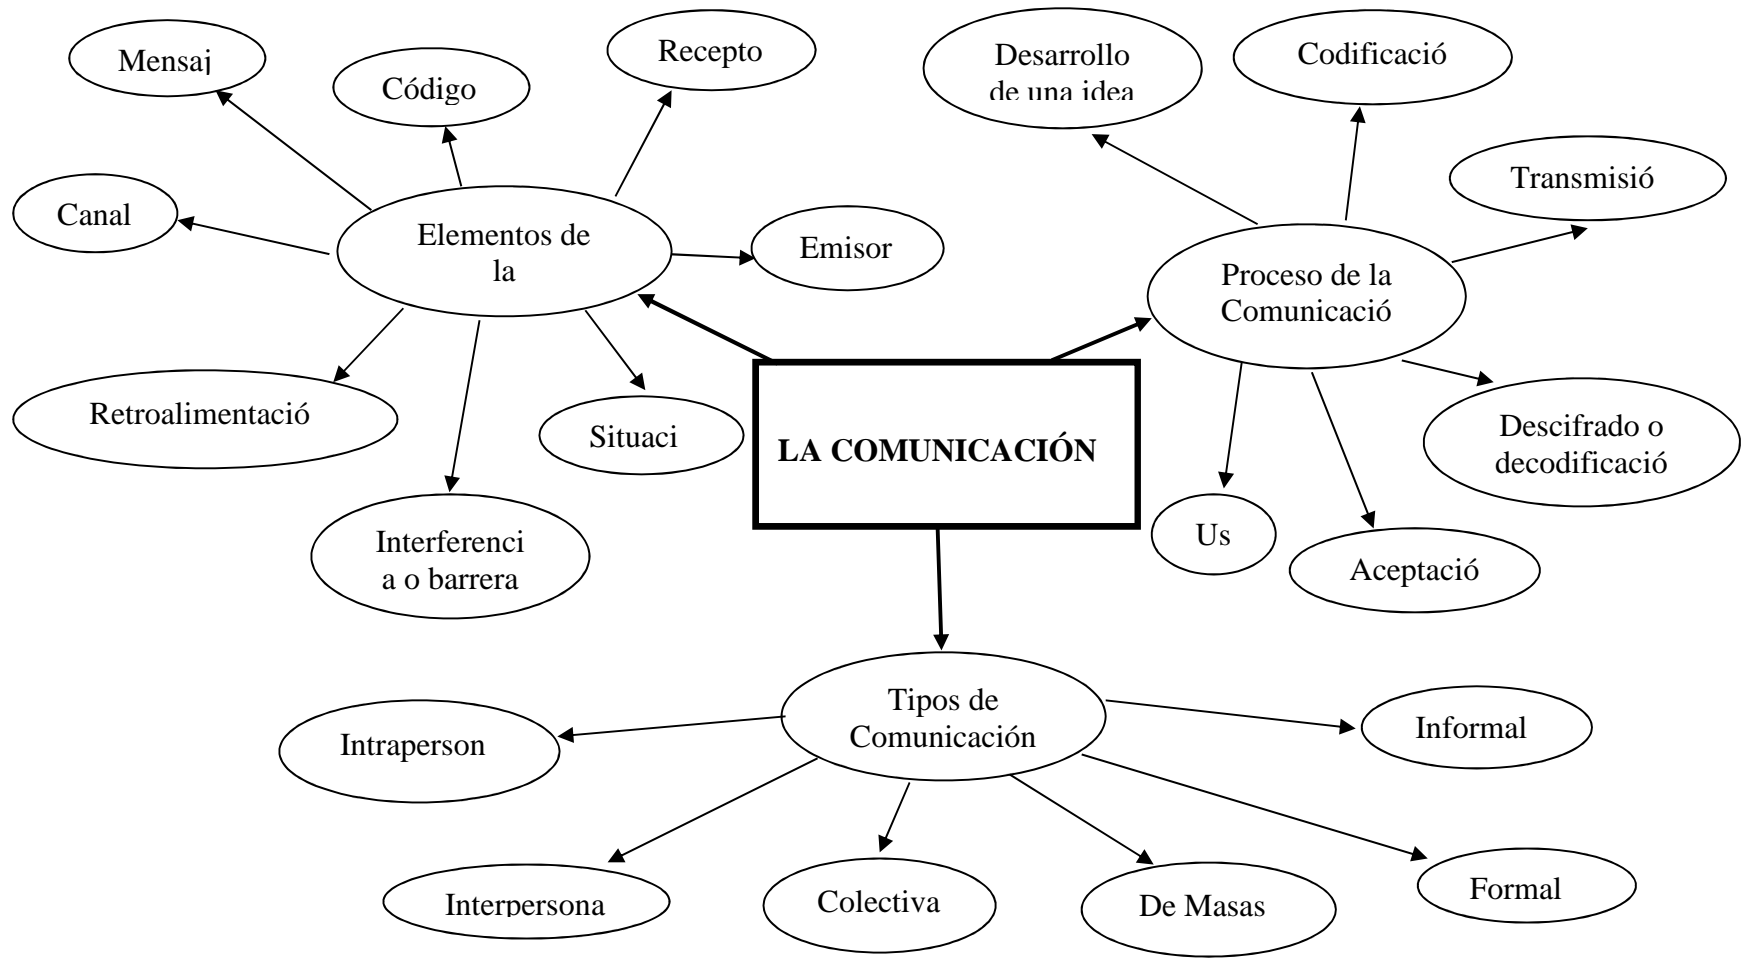 Mensaj
Código
Recepto
Canal
Elementos de
la
Emisor
Retroalimentació
Interferenci
a o barrera
Situaci
Desarrollo
de una idea
Codificació
Transmisió
Proceso de la
Comunicació
Descifrado o
decodificació
Us
Aceptació
LA COMUNICACIÓN
Tipos de
Comunicación
Intraperson
Interpersona
Colectiva
De Masas
Formal
Informal